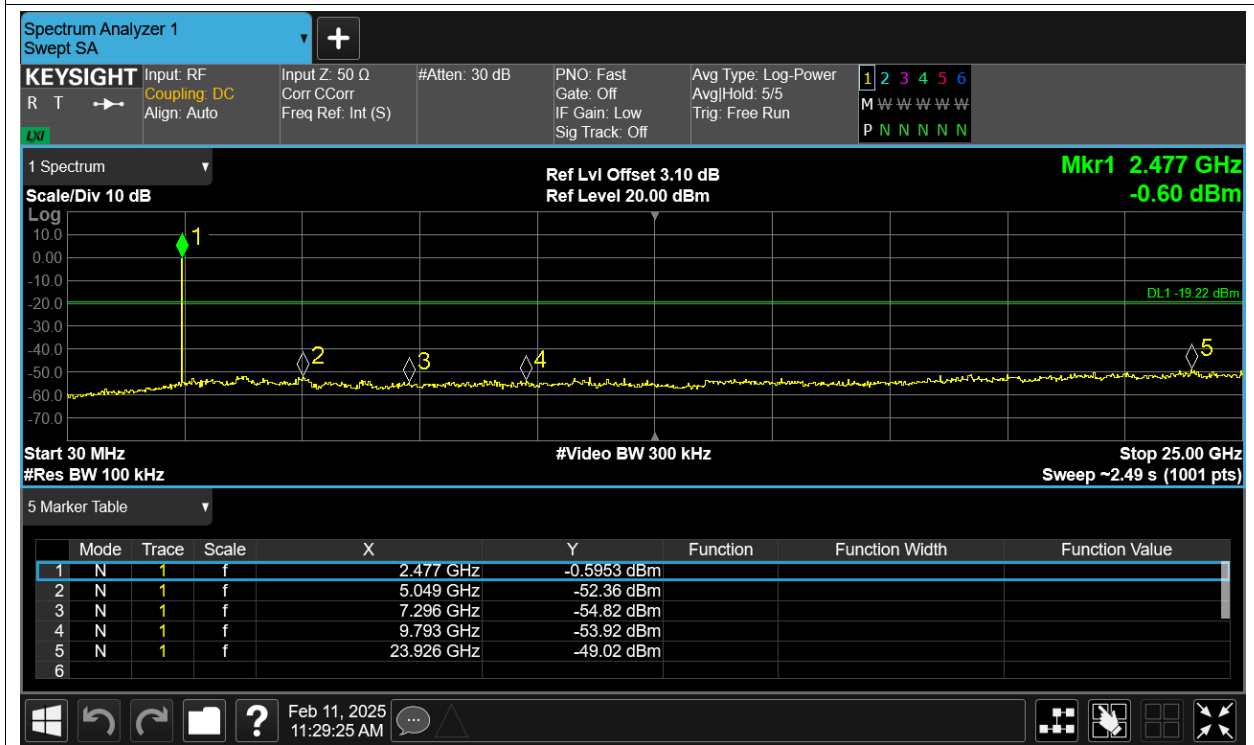 Spectrum Analyzer 1
Swept SA
KEYSIGHT
R T
LXI
Input: RF
Coupling: DC
Align: Auto
Input Z: 50 Ω
Corr CCorr
Freq Ref: Int (S)
#Atten: 30 dB
PNO: Fast
Gate: Off
IF Gain: Low
Sig Track: Off
Avg Type: Log-Power
Avg|Hold: 5/5
Trig: Free Run
1 2 3 4 5 6
M W W W W W
P N N N N N
1 Spectrum
Scale/Div 10 dB
Ref Lvl Offset 3.10 dB
Ref Level 20.00 dBm
Mkr1 2.477 GHz
-0.60 dBm
Log
10.0
0.00
-10.0
-20.0
-30.0
-40.0
-50.0
-60.0
-70.0
1
2
3
4
5
DL1 -19.22 dBm
Start 30 MHz
#Video BW 300 kHz
Stop 25.00 GHz
#Res BW 100 kHz
Sweep ~2.49 s (1001 pts)
5 Marker Table
Mode Trace Scale X Y Function Function Width Function Value
1 N 1 f 2.477 GHz -0.5953 dBm
2 N 1 f 5.049 GHz -52.36 dBm
3 N 1 f 7.296 GHz -54.82 dBm
4 N 1 f 9.793 GHz -53.92 dBm
5 N 1 f 23.926 GHz -49.02 dBm
6
?
Feb 11, 2025
11:29:25 AM